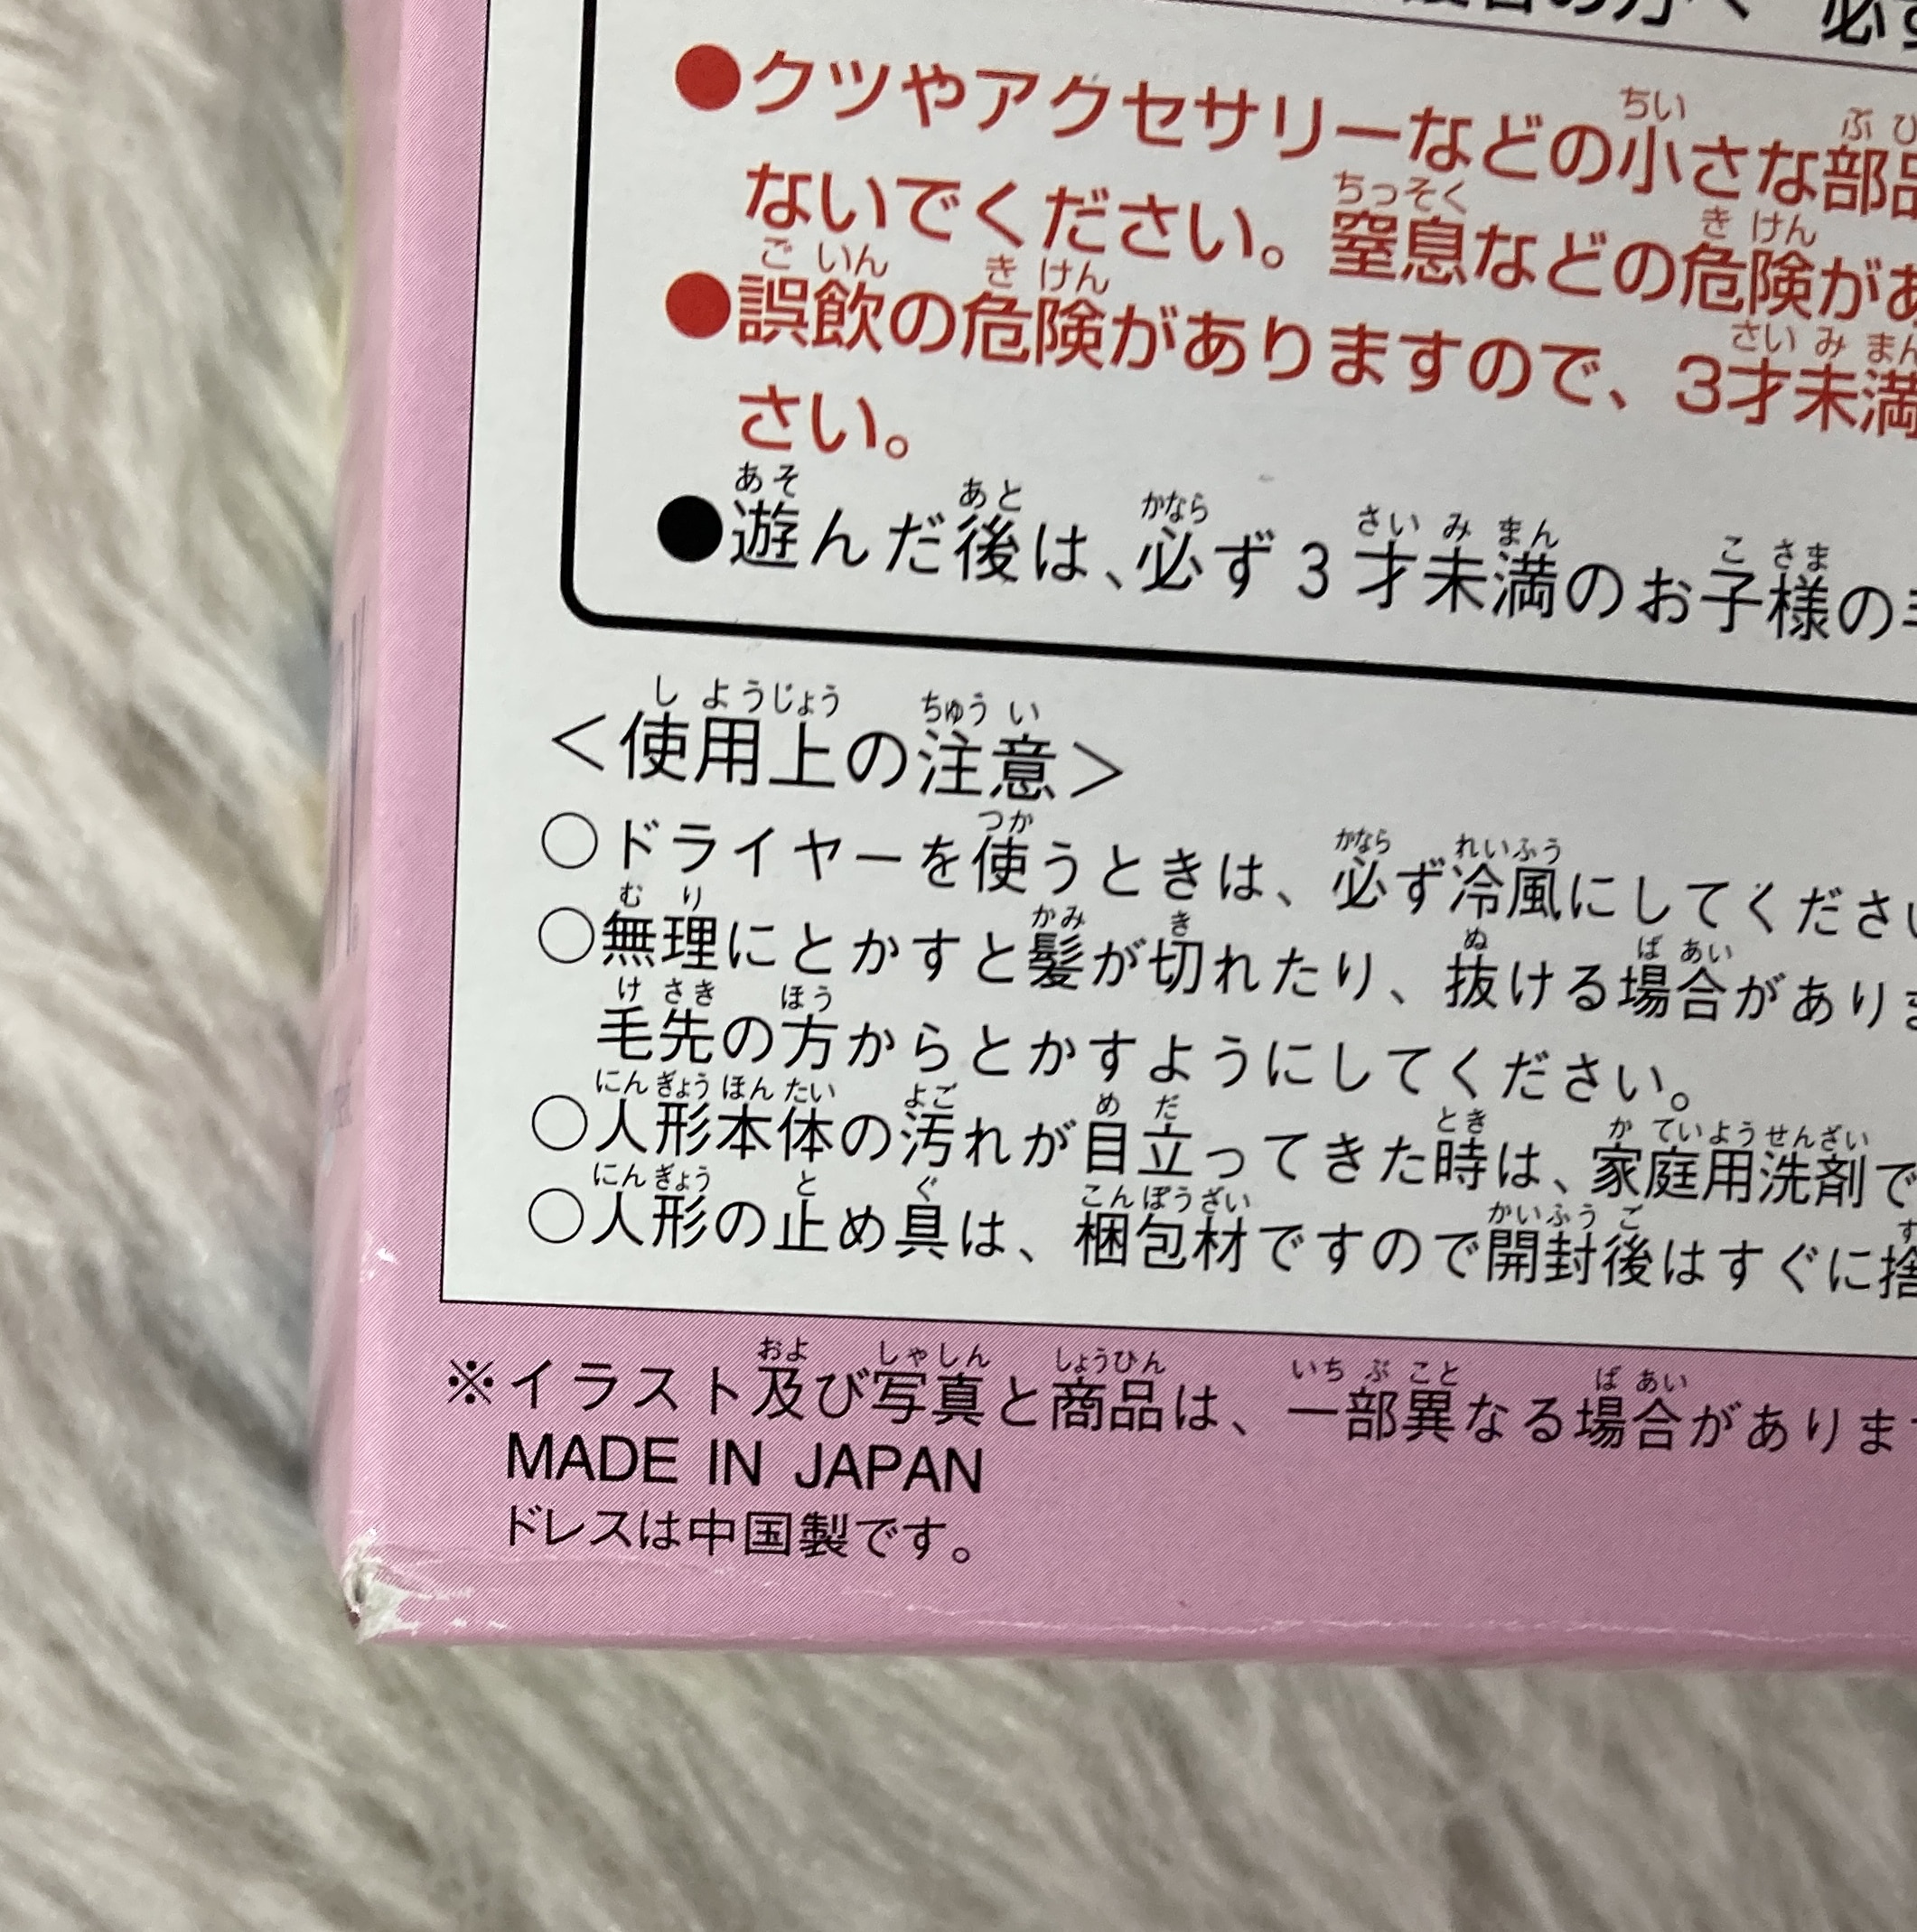 クツやアクセサリーなどの小さな部品
ないでください。窒息などの危険があ
誤飲の危険がありますので、3才未満
さい。
●遊んだ後は、必ず3才未満のお子様の
<使用上の注意>
○ドライヤーを使うときは、必ず冷風にしてくださ
○無理にとかすと髪が切れたり、抜ける場合があり
毛先の方からとかすようにしてください。
○人形本体の汚れが目立ってきた時は、家庭用洗剤で
○人形の止め具は、梱包材ですので開封後はすぐに捨
※イラスト及び写真と商品は、一部異なる場合がありま
MADE IN JAPAN
ドレスは中国製です。